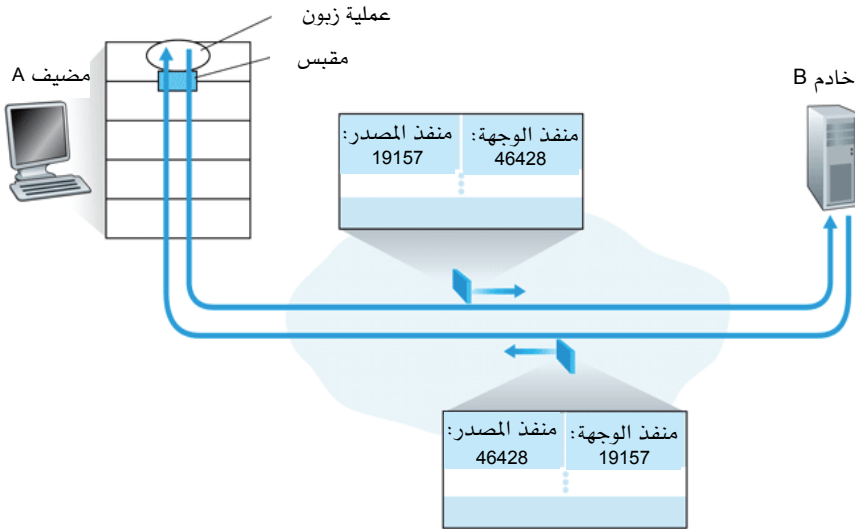 عملية زبون
مقبس
مضيف A
خادم B
منفذ المصدر: منفذ الوجهة:
19157 46428
منفذ المصدر: منفذ الوجهة:
46428 19157